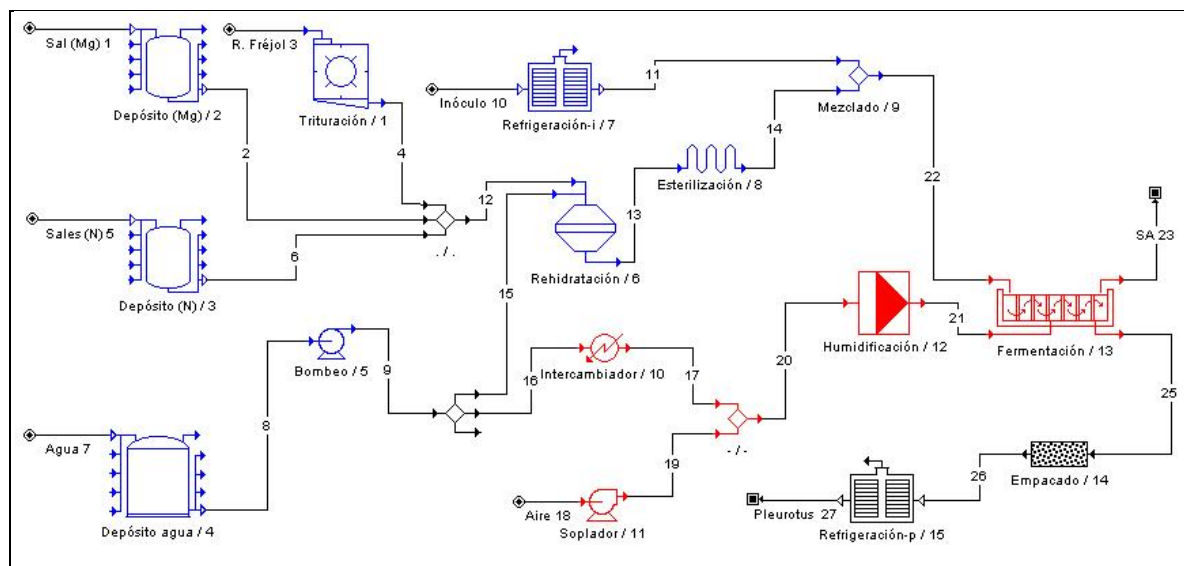 Sal (Mg) 1
Depósito (Mg) / 2
2
R. Fréjol 3
Trituración / 1
4
Inóculo 10
Refrigeración-i / 7
11
Mezclado / 9
14
Esterilización / 8
22
12
13
Rehidratación / 6
- / -
Sales (N) 5
Depósito (N) / 3
6
15
SA 23
Fermentación / 13
21
Humidificación / 12
20
Bombeo / 5
9
16
Intercambiador / 10
17
- / -
8
Agua 7
Depósito agua / 4
Aire 18
Soplador / 11
19
25
Empacado / 14
26
Pleurotus 27
Refrigeración-p / 15